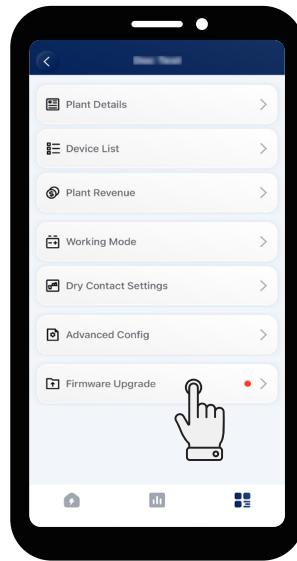 Plant Details
Device List
Plant Revenue
Working Mode
Dry Contact Settings
Advanced Config
Firmware Upgrade